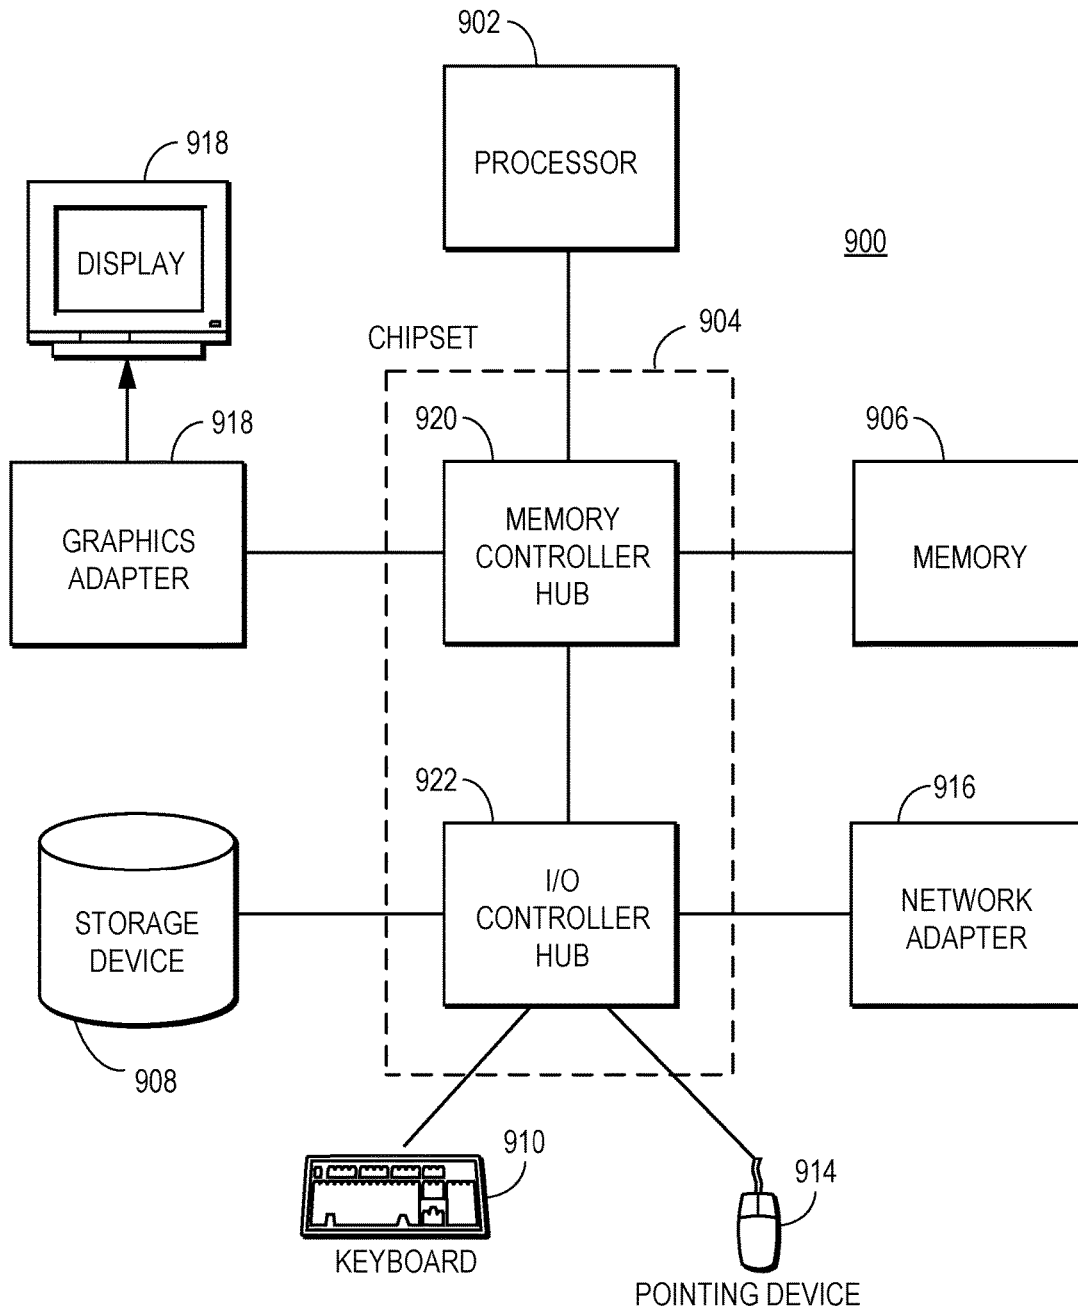 902
PROCESSOR
918
DISPLAY
900
CHIPSET
904
918
GRAPHICS
ADAPTER
920
MEMORY
CONTROLLER
HUB
906
MEMORY
922
I/O
CONTROLLER
HUB
916
NETWORK
ADAPTER
STORAGE
DEVICE
908
910
KEYBOARD
914
POINTING DEVICE